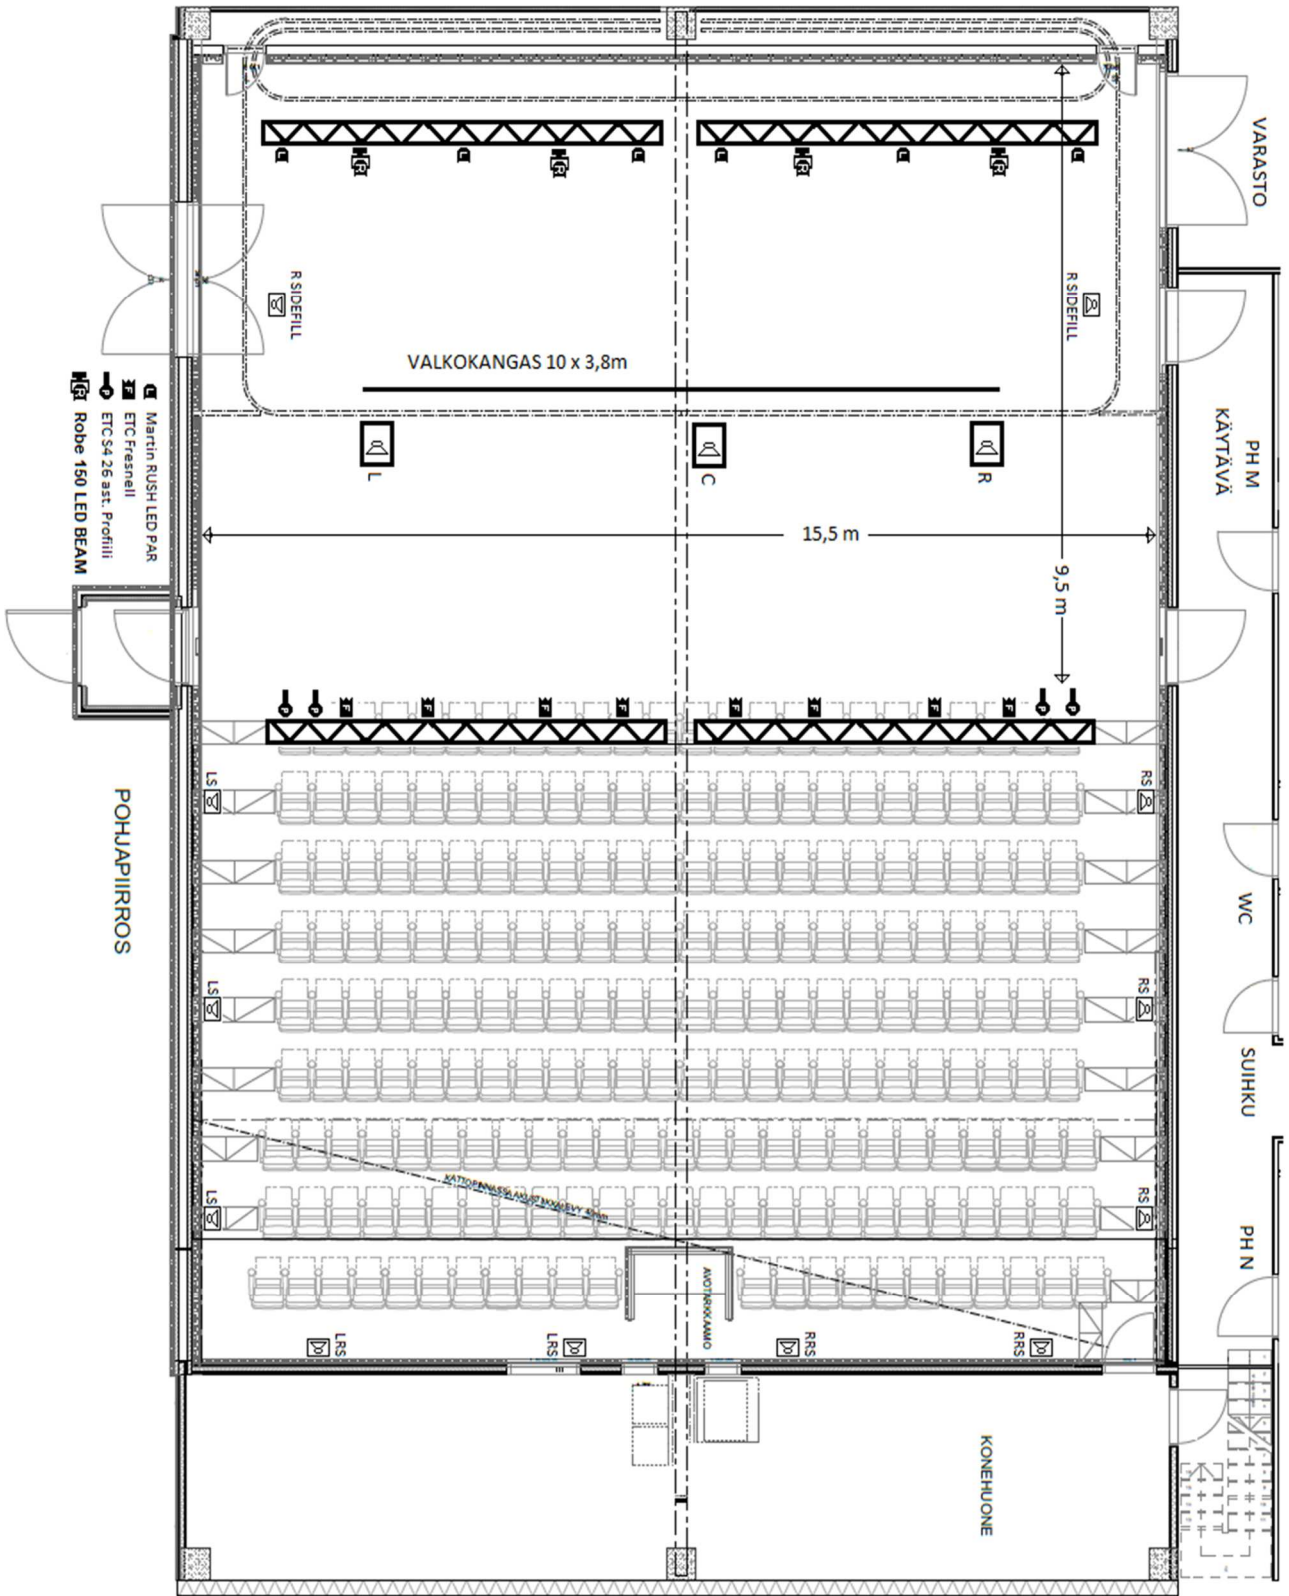 VARASTO
R SIDEFILL
R SIDEFILL
VALKOKANGAS 10 x 3,8m
L
C
R
PH M
KÄYTÄVÄ
15,5 m
9,5 m
L Martin RUSH LED PAR
F ETC Fresnell
P ETC S4 26 ast. Profiili
Robe 150 LED BEAM
POHJAPIIRROS
LS
RS
WC
LS
RS
SUIHKU
LS
RS
PH N
AVOTARKKAAMO
LRS
LRS
RRS
RRS
KONEHUONE